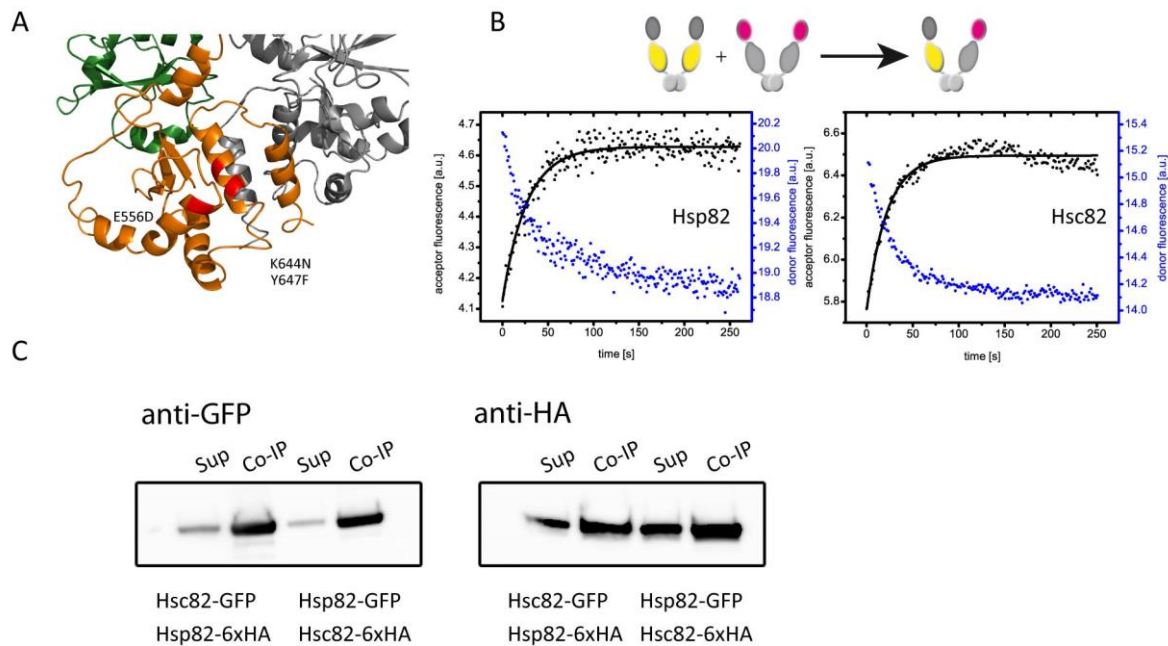 A
E556D
K644N
Y647F
B
+
4.7
4.6
4.5
4.4
4.3
4.2
4.1
acceptor fluorescence [a.u.]
Hsp82
20.2
20.0
19.8
19.6
19.4
19.2
19.0
18.8
donor fluorescence [a.u.]
0 50 100 150 200 250
time [s]
6.6
6.4
6.2
6.0
5.8
acceptor fluorescence [a.u.]
Hsc82
15.4
15.2
15.0
14.8
14.6
14.4
14.2
14.0
donor fluorescence [a.u.]
0 50 100 150 200 250
time [s]
C
anti-GFP
Sup Co-IP Sup Co-IP
Hsc82-GFP Hsp82-GFP
Hsp82-6xHA Hsc82-6xHA
anti-HA
Sup Co-IP Sup Co-IP
Hsc82-GFP Hsp82-GFP
Hsp82-6xHA Hsc82-6xHA